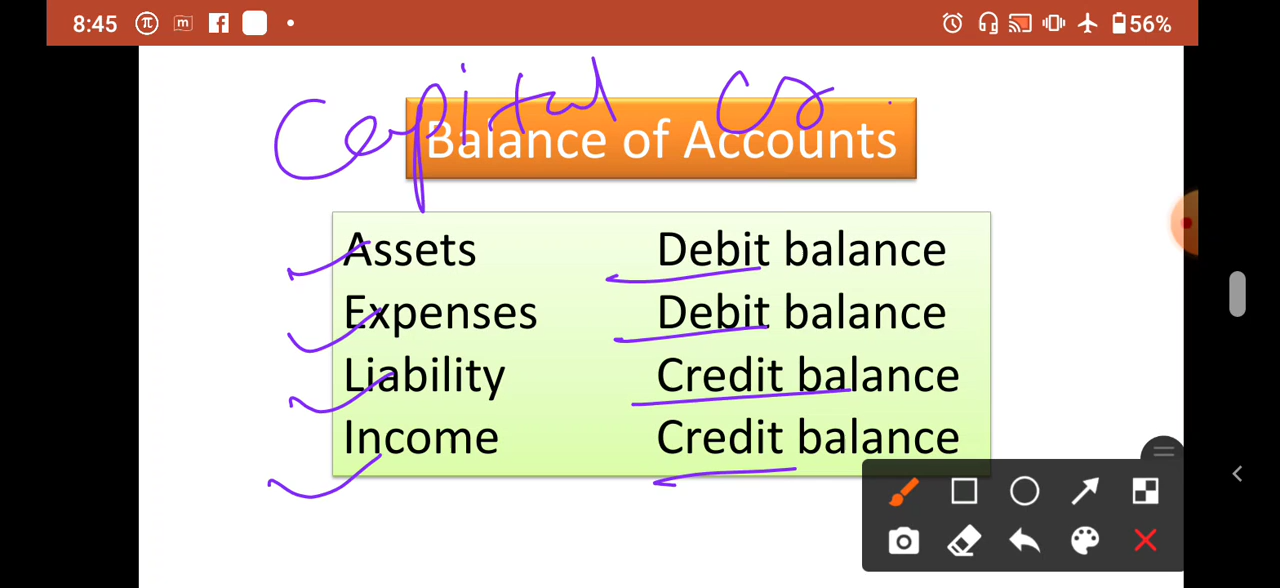 8:45 56%
Capital Cr
Balance of Accounts
Assets Debit balance
Expenses Debit balance
Liability Credit balance
Income Credit balance